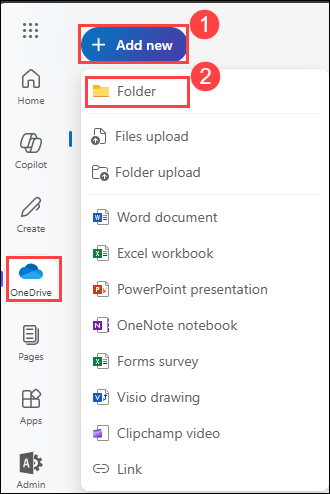 1
+ Add new
2
Folder
Home
Files upload
Copilot
Folder upload
Create
Word document
Excel workbook
OneDrive
PowerPoint presentation
OneNote notebook
Pages
Forms survey
Visio drawing
Apps
Clipchamp video
Link
Admin